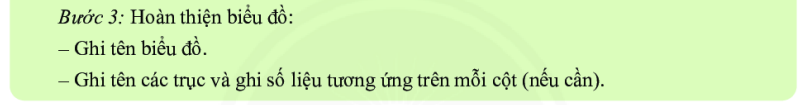 Bước 3: Hoàn thiện biểu đồ:
– Ghi tên biểu đồ.
– Ghi tên các trục và ghi số liệu tương ứng trên mỗi cột (nếu cần).